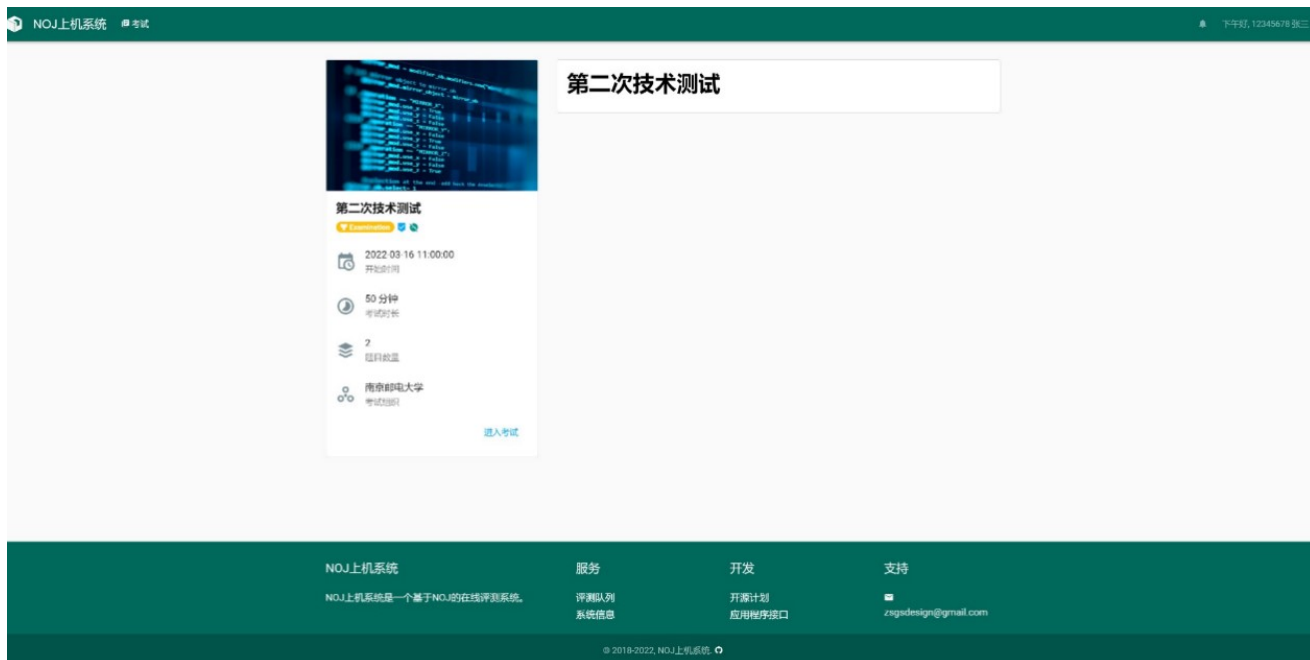 NOJ上机系统
考试
下午好, 12345678 张三
第二次技术测试
第二次技术测试
Examination
2022-03-16 11:00:00
开始时间
50 分钟
考试时长
2
题目数量
南京邮电大学
考试组织
进入考试
NOJ上机系统
服务
开发
支持
NOJ上机系统是一个基于NOJ的在线评测系统。
评测队列
开源计划
系统信息
应用程序接口
zsgsdesign@gmail.com
© 2018-2022, NOJ上机系统.